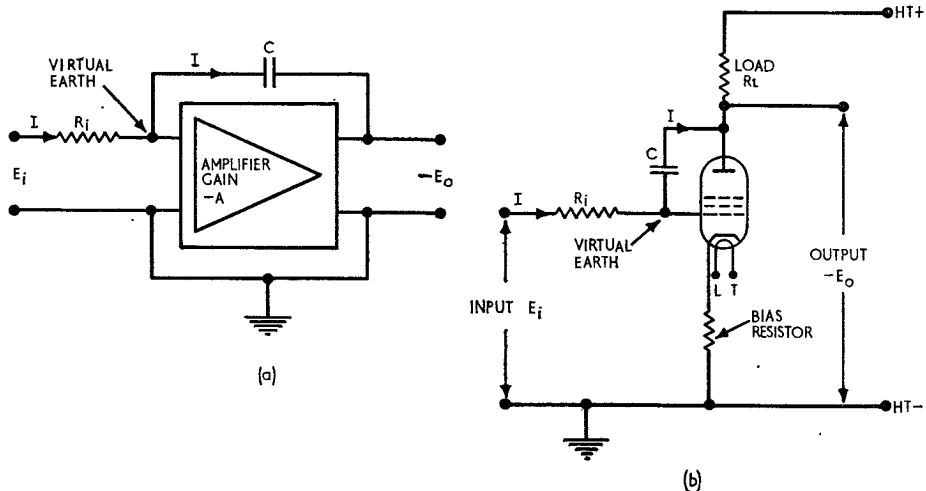 VIRTUAL
EARTH
I
C
I
Ri
Ei
AMPLIFIER
GAIN
-A
-Eo
(a)
HT+
LOAD
RL
I
C
I
Ri
VIRTUAL
EARTH
L T
INPUT Ei
BIAS
RESISTOR
OUTPUT
-Eo
HT-
(b)